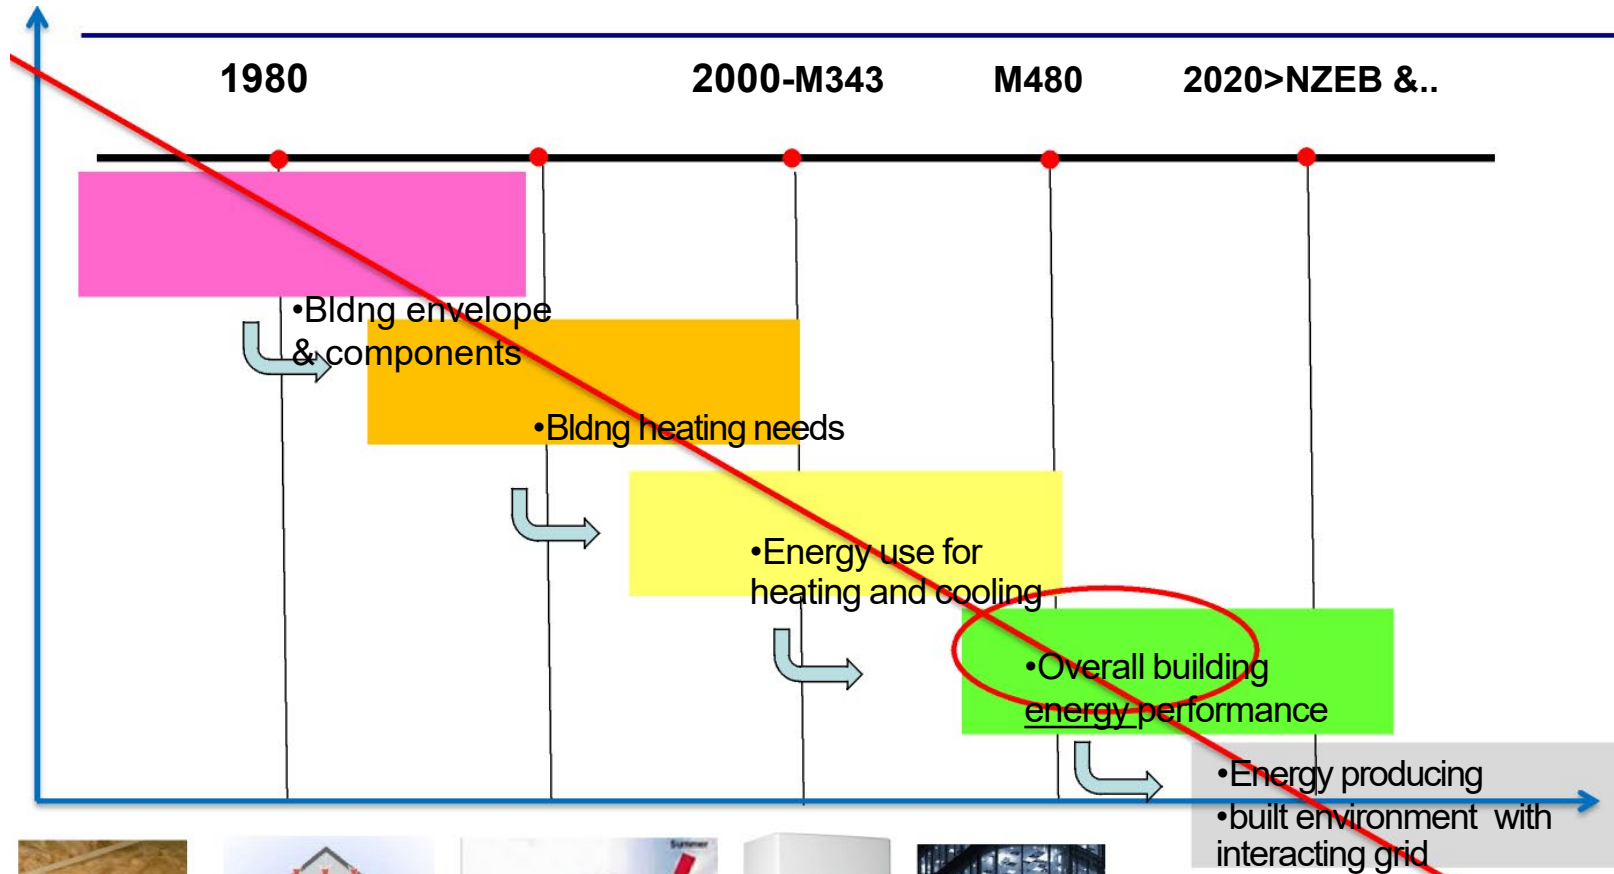 1980
2000-M343
M480
2020>NZEB &..
•Bldng envelope
& components
•Bldng heating needs
•Energy use for
heating and cooling
•Overall building
energy performance
•Energy producing
•built environment with
interacting grid
Summer